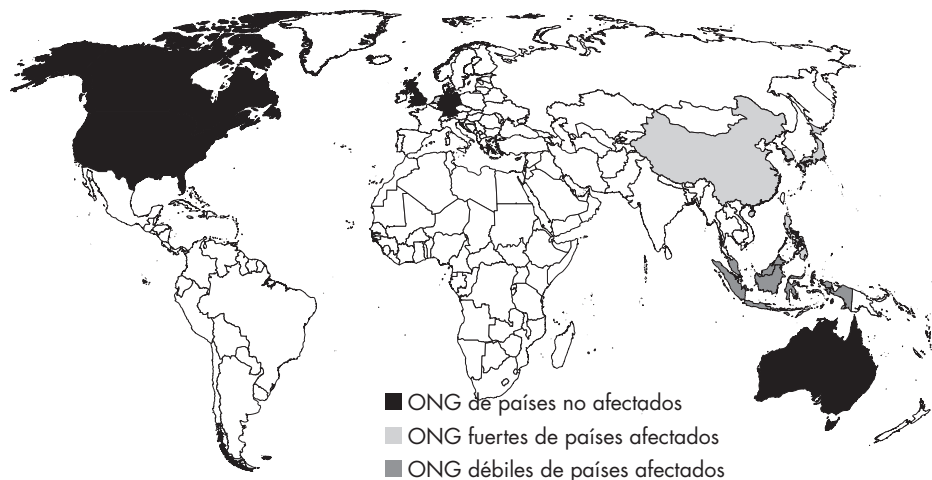 ONG de países no afectados
ONG fuertes de países afectados
ONG débiles de países afectados